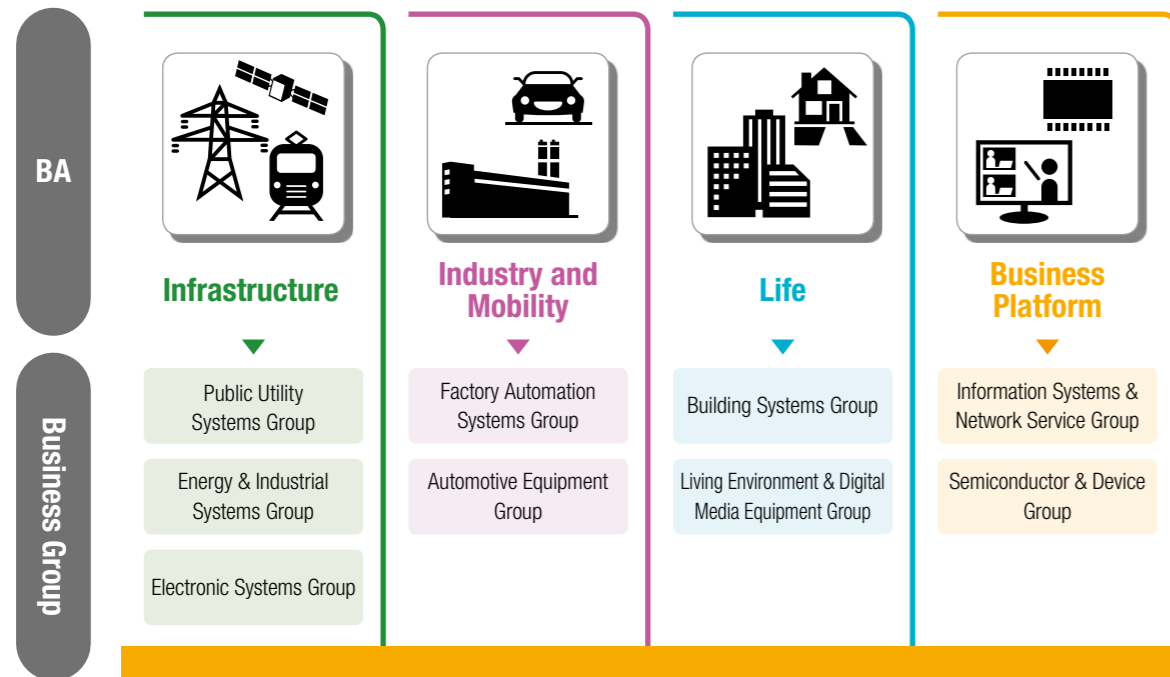 BA
Infrastructure
Industry and
Mobility
Life
Business
Platform
Business Group
Public Utility
Systems Group
Energy & Industrial
Systems Group
Electronic Systems Group
Factory Automation
Systems Group
Automotive Equipment
Group
Building Systems Group
Living Environment & Digital
Media Equipment Group
Information Systems &
Network Service Group
Semiconductor & Device
Group